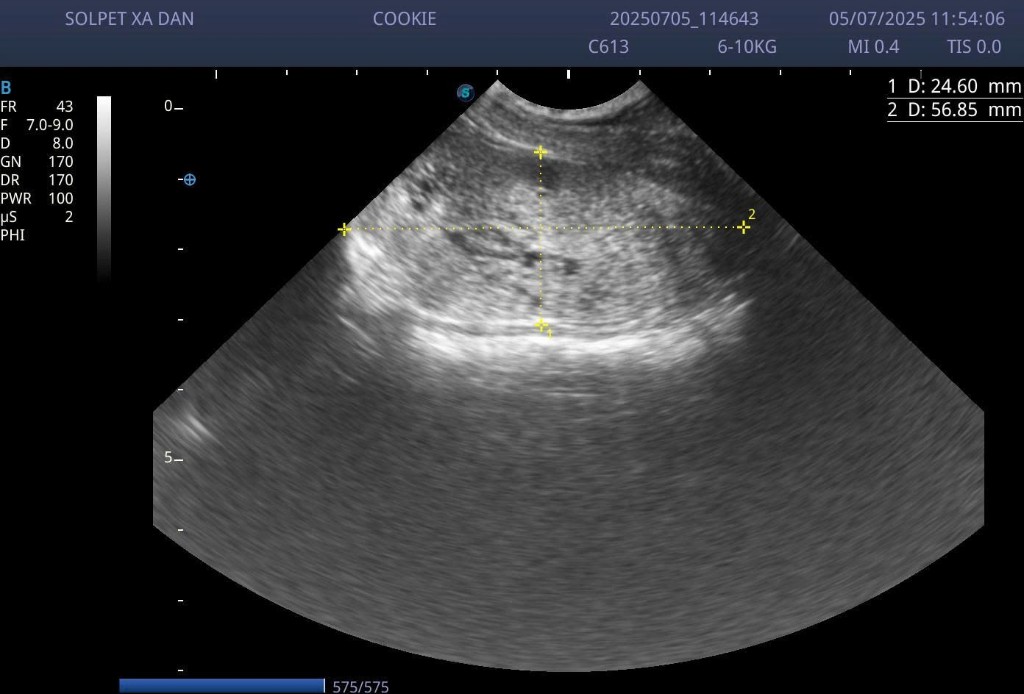 SOLPET XA DAN COOKIE 20250705_114643 05/07/2025 11:54:06
C613 6-10KG MI 0.4 TIS 0.0
1 D: 24.60 mm
2 D: 56.85 mm
B
FR 43
F 7.0-9.0
D 8.0
GN 170
DR 170
PWR 100
µS 2
PHI
S
0
2
1
5
575/575